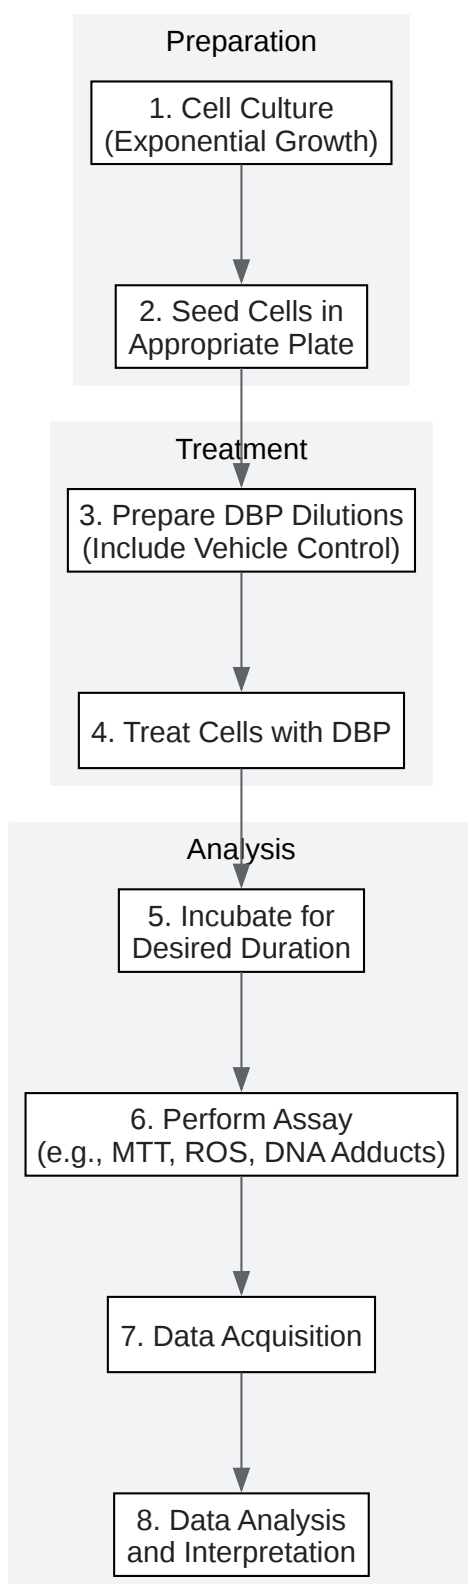 Preparation
1. Cell Culture
(Exponential Growth)
2. Seed Cells in
Appropriate Plate
Treatment
3. Prepare DBP Dilutions
(Include Vehicle Control)
4. Treat Cells with DBP
Analysis
5. Incubate for
Desired Duration
6. Perform Assay
(e.g., MTT, ROS, DNA Adducts)
7. Data Acquisition
8. Data Analysis
and Interpretation